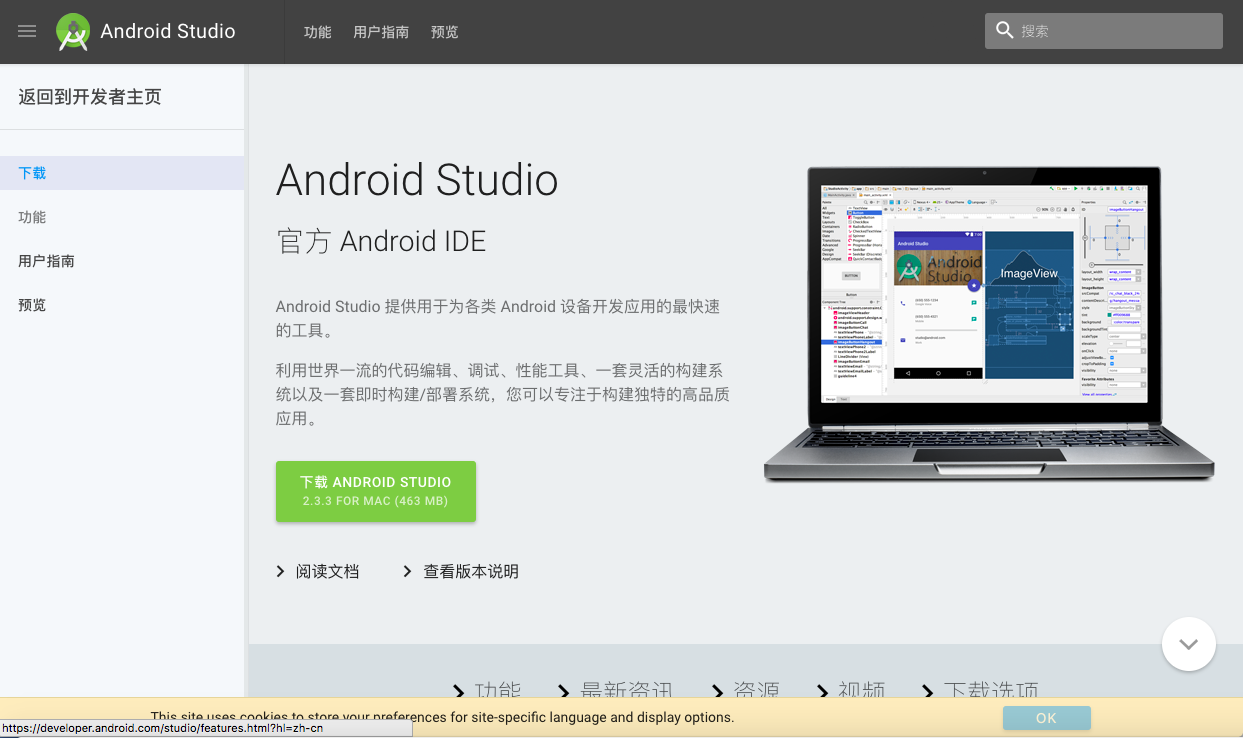 Android Studio
功能 用户指南 预览
搜索
返回到开发者主页
下载
功能
用户指南
预览
Android Studio
官方 Android IDE
Android Studio 提供用于为各类 Android 设备开发应用的最快速
的工具。
利用世界一流的代码编辑、调试、性能工具、一套灵活的构建系
统以及一套即时构建/部署系统，您可以专注于构建独特的高品质
应用。
下载 ANDROID STUDIO
2.3.3 FOR MAC (463 MB)
阅读文档 查看版本说明
Android Studio
Android
Studio
ImageView
BUTTON
功能 最新资讯 资源 视频 下载选项
This site uses cookies to store your preferences for site-specific language and display options.
OK
https://developer.android.com/studio/features.html?hl=zh-cn